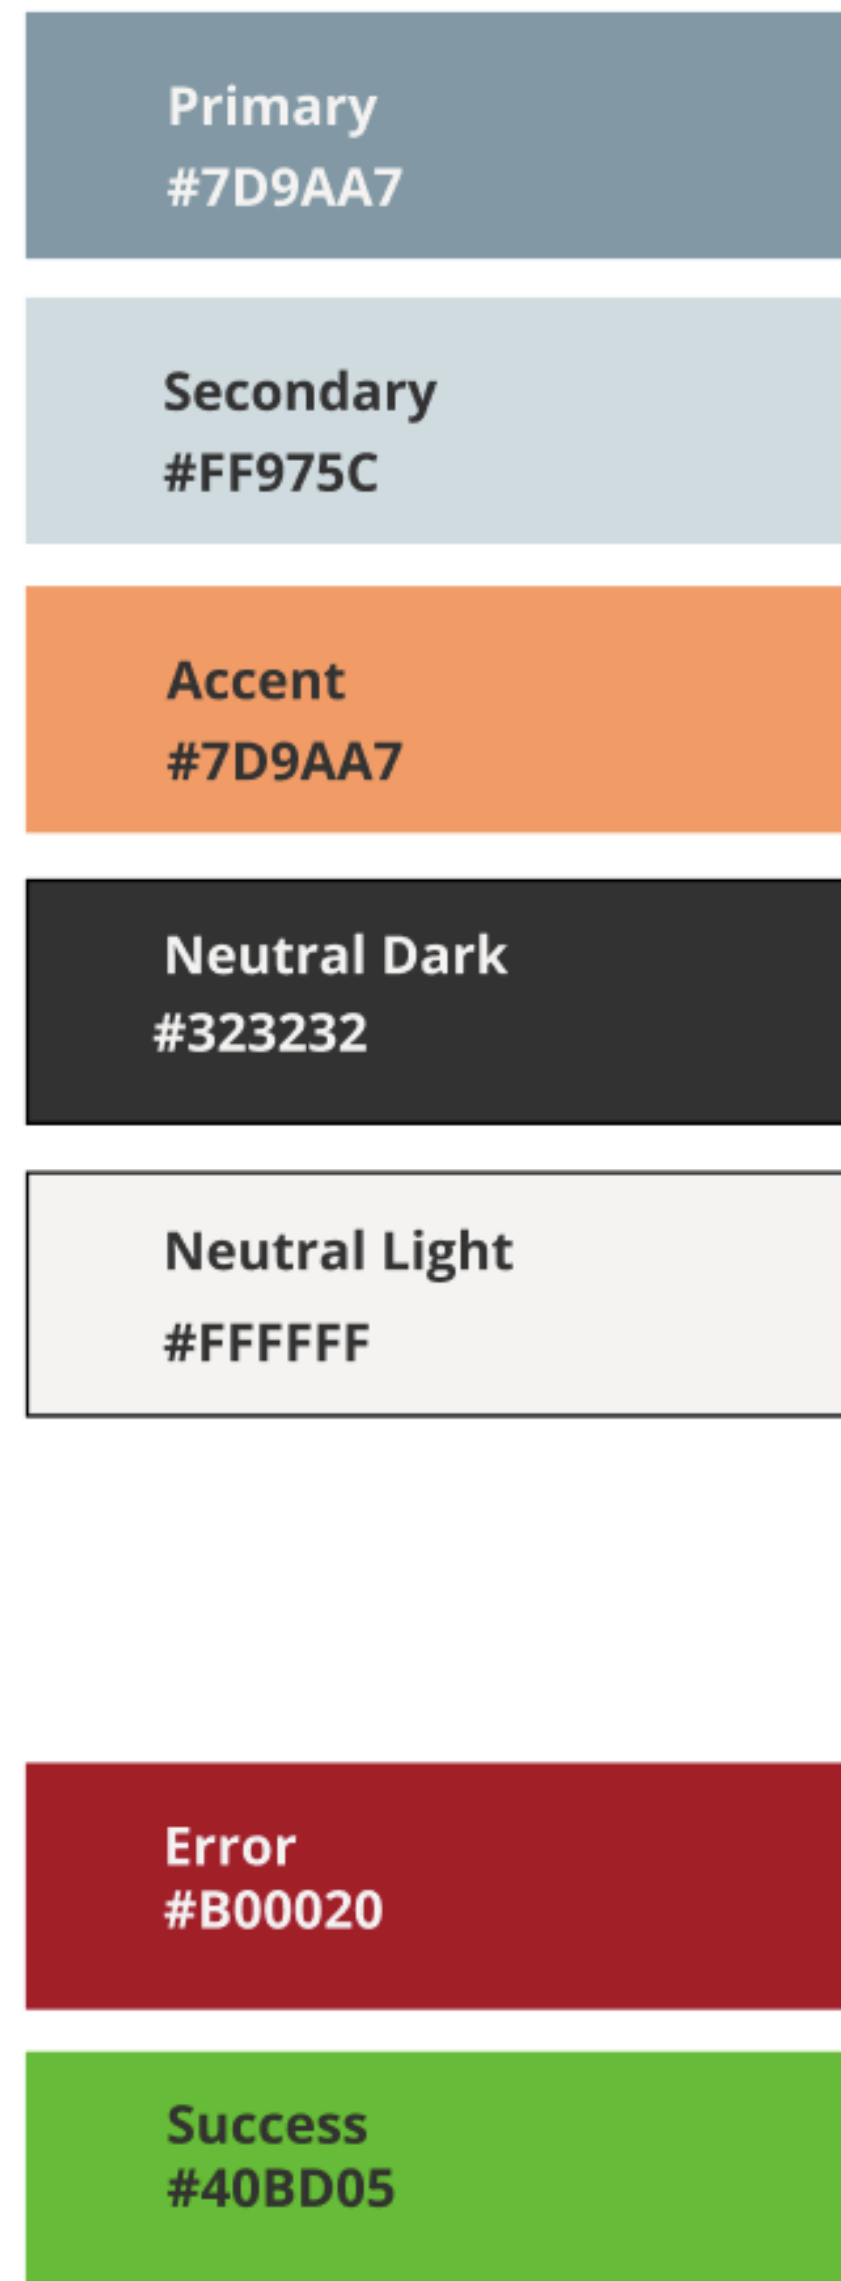 Primary
#7D9AA7
Secondary
#FF975C
Accent
#7D9AA7
Neutral Dark
#323232
Neutral Light
#FFFFFF
Error
#B00020
Success
#40BD05